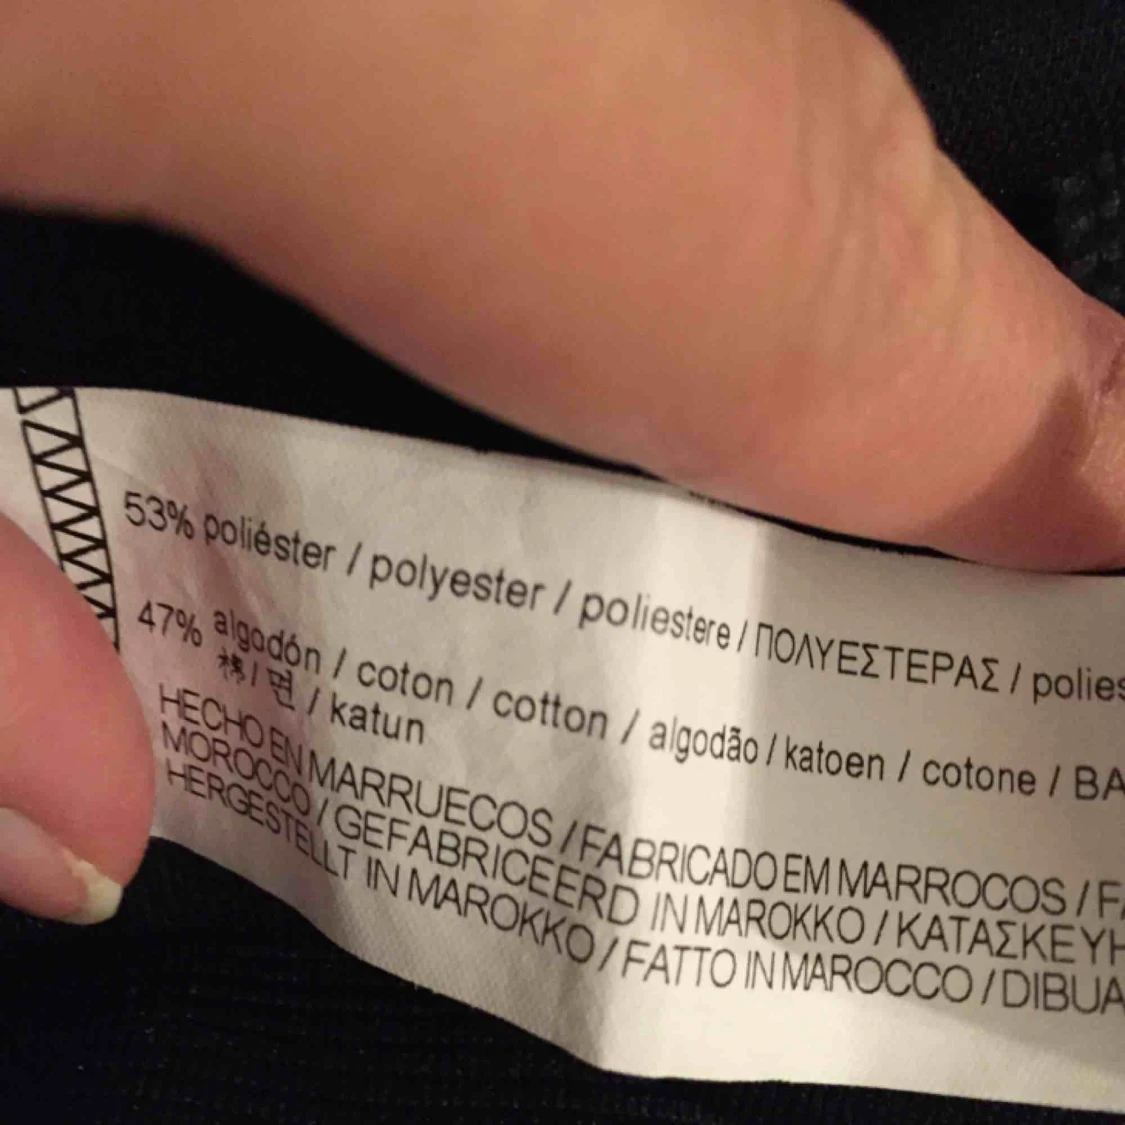 53% poliéster / polyester / poliestere / ΠΟΛΥΕΣΤΕΡΑΣ / polies
47% algodón / coton / cotton / algodão / katoen / cotone / BA
棉 / 면 / katun
HECHO EN MARRUECOS / FABRICADO EM MARROCOS / FA
MOROCCO / GEFABRICEERD IN MAROKKO / ΚΑΤΑΣΚΕΥΗ
HERGESTELLT IN MAROKKO / FATTO IN MAROCCO / DIBUA